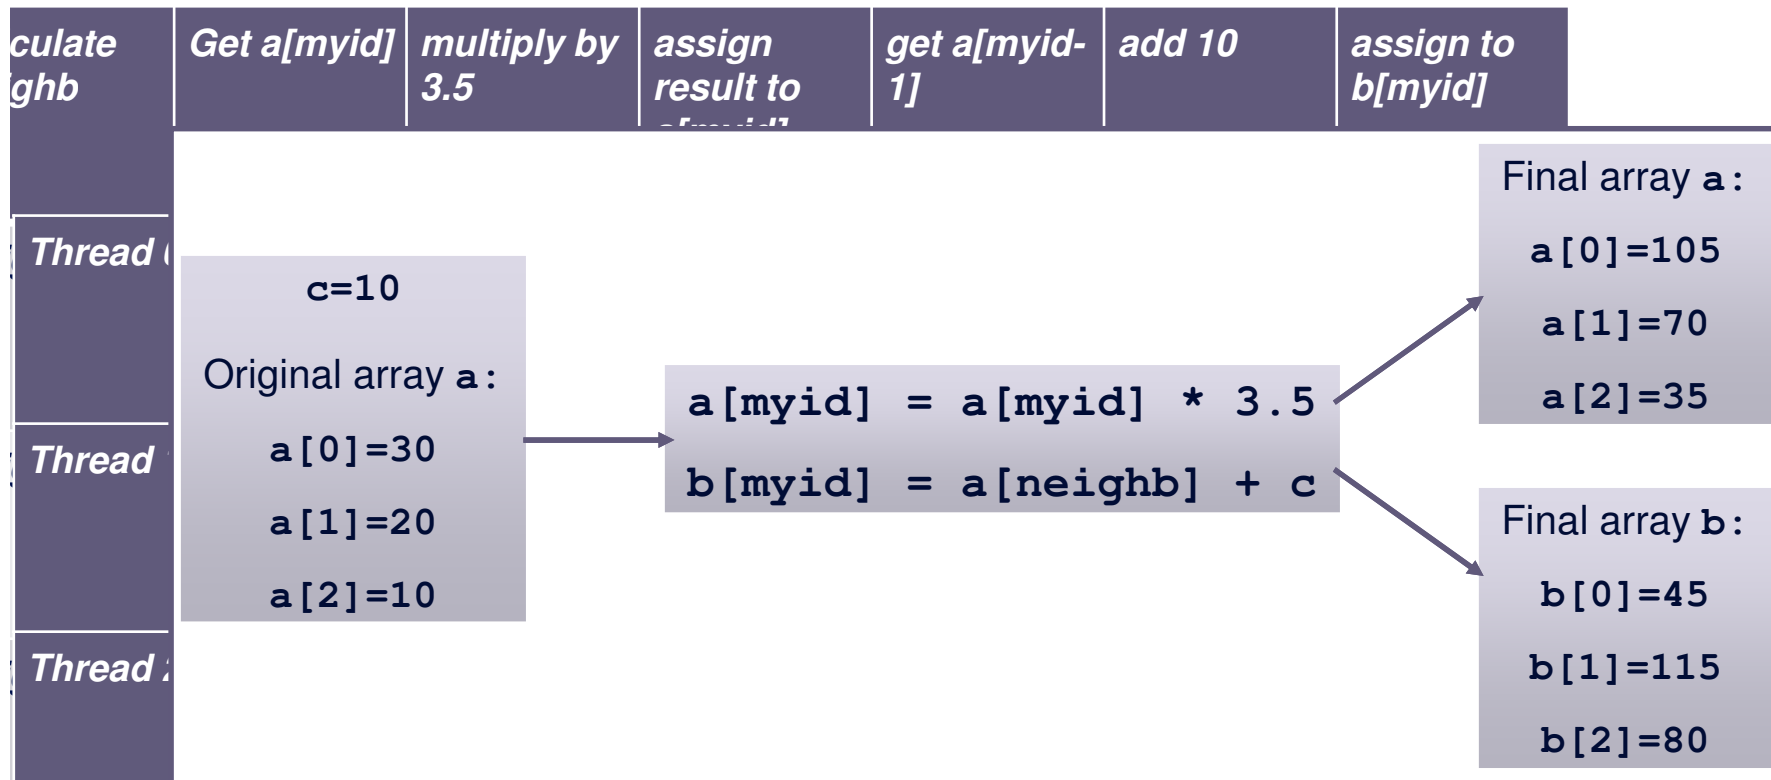 culate
ghb
Get a[myid]
multiply by
3.5
assign
result to
a[myid]
get a[myid-
1]
add 10
assign to
b[myid]
Thread
Thread
Thread
c=10
Original array a:
a[0]=30
a[1]=20
a[2]=10
a[myid] = a[myid] * 3.5
b[myid] = a[neighb] + c
Final array a:
a[0]=105
a[1]=70
a[2]=35
Final array b:
b[0]=45
b[1]=115
b[2]=80